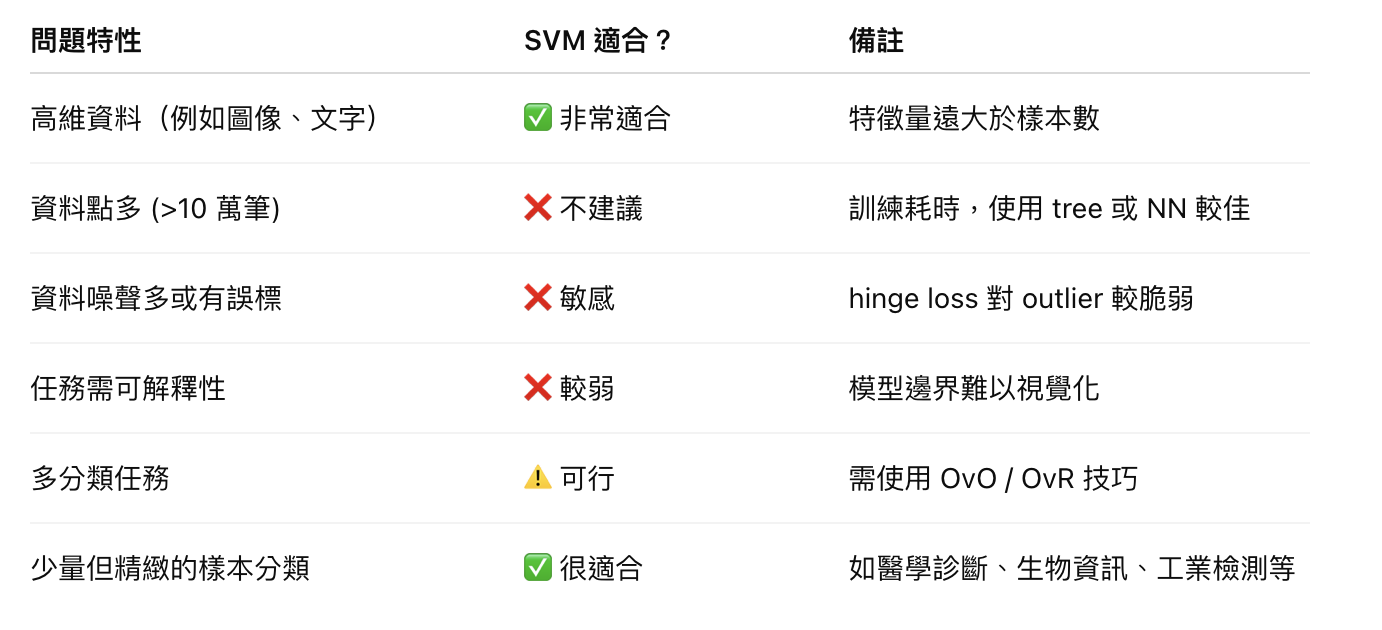 問題特性 SVM 適合？ 備註
高維資料（例如圖像、文字） ✅ 非常適合 特徵量遠大於樣本數
資料點多 (>10 萬筆) ❌ 不建議 訓練耗時，使用 tree 或 NN 較佳
資料噪聲多或有誤標 ❌ 敏感 hinge loss 對 outlier 較脆弱
任務需可解釋性 ❌ 較弱 模型邊界難以視覺化
多分類任務 ⚠️ 可行 需使用 OvO / OvR 技巧
少量但精緻的樣本分類 ✅ 很適合 如醫學診斷、生物資訊、工業檢測等